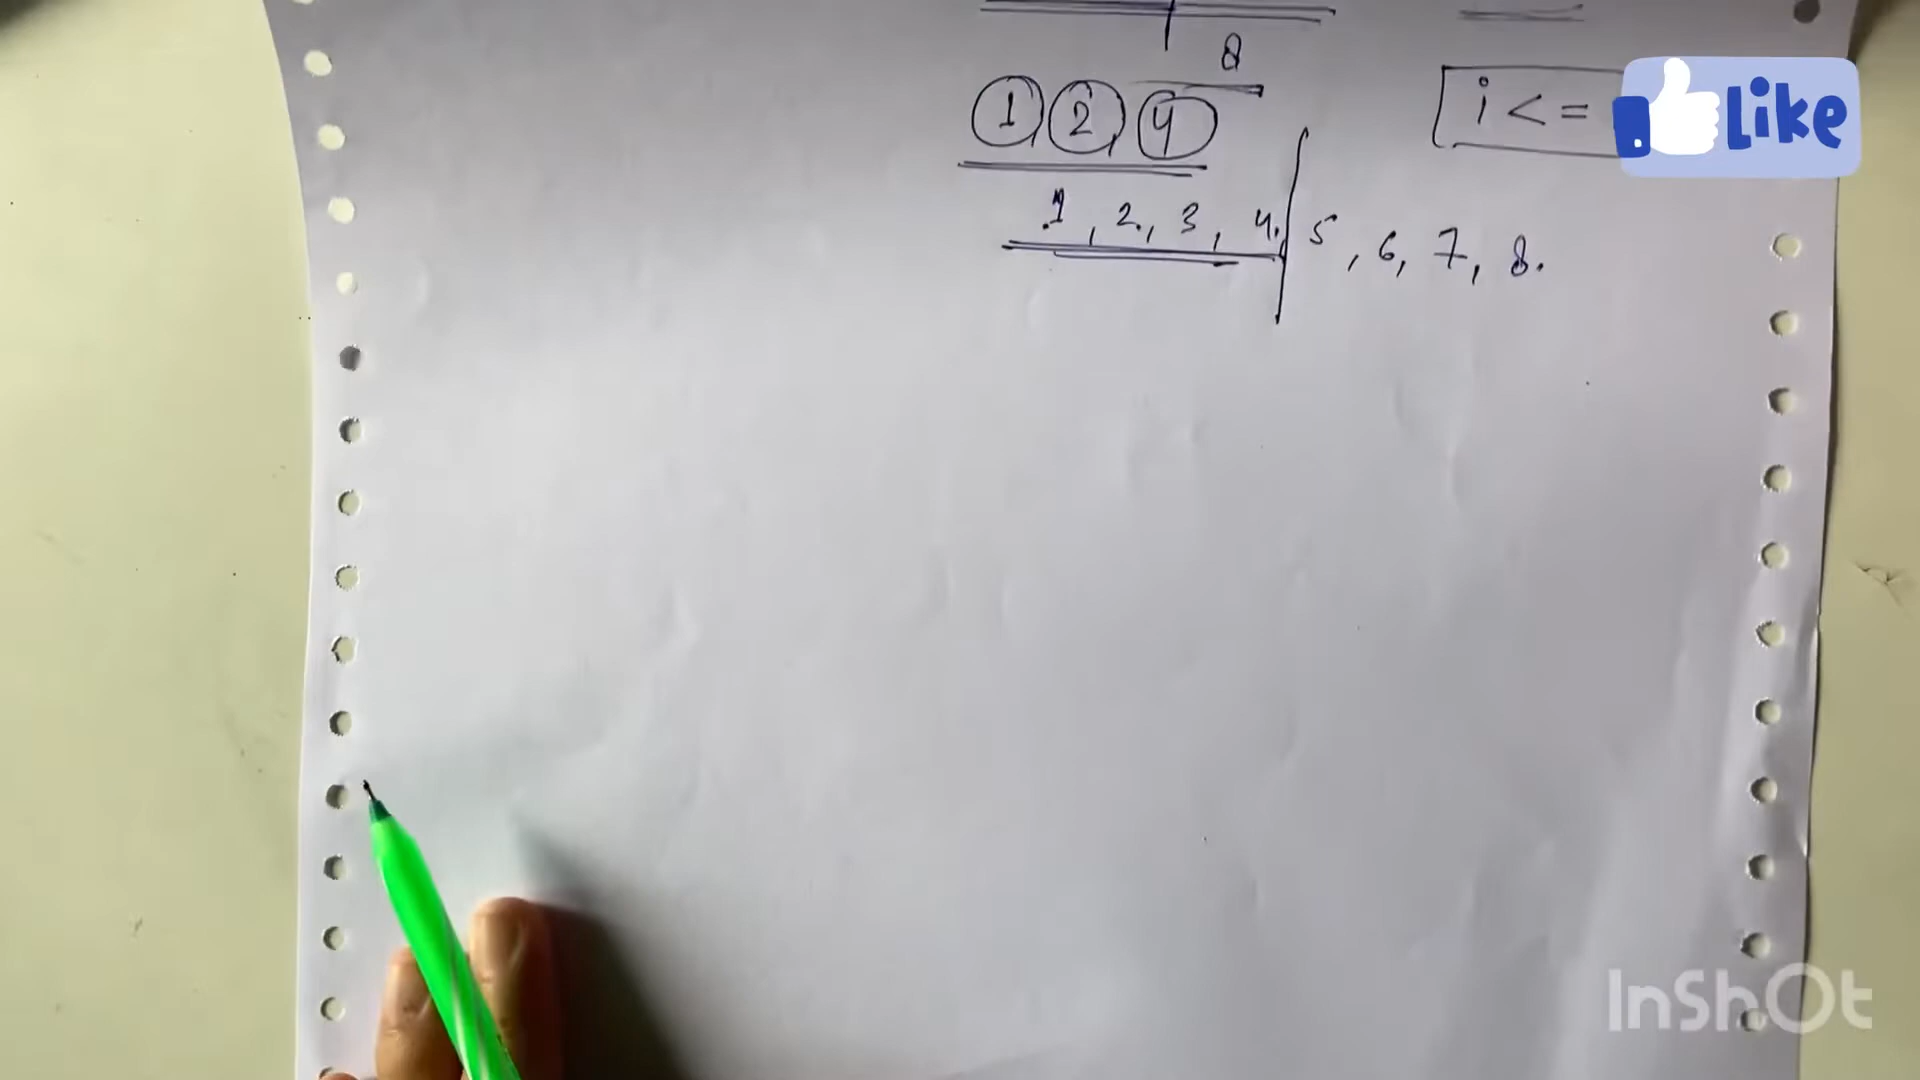 8
1 2 4
i < =
Like
1, 2, 3, 4. 5, 6, 7, 8.
InShOt